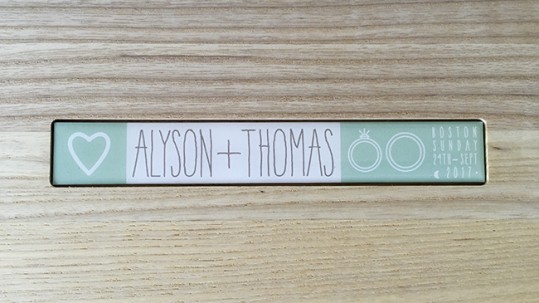 ALYSON+THOMAS
BOSTON
SUNDAY
24TH-SEPT
2017